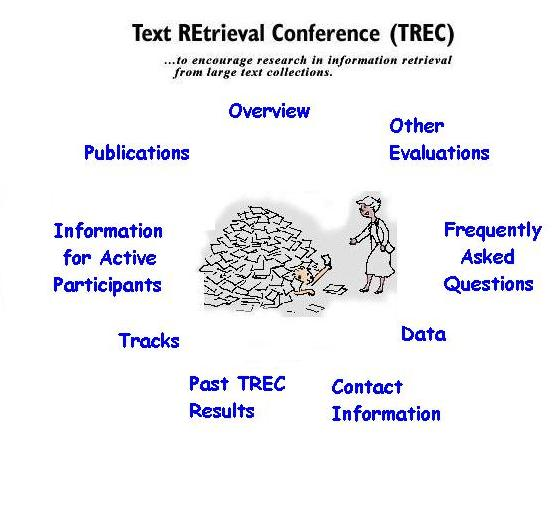 Text REtrieval Conference (TREC)
...to encourage research in information retrieval
from large text collections.
Overview
Other
Evaluations
Publications
Information
for Active
Participants
Frequently
Asked
Questions
Tracks
Data
Past TREC
Results
Contact
Information